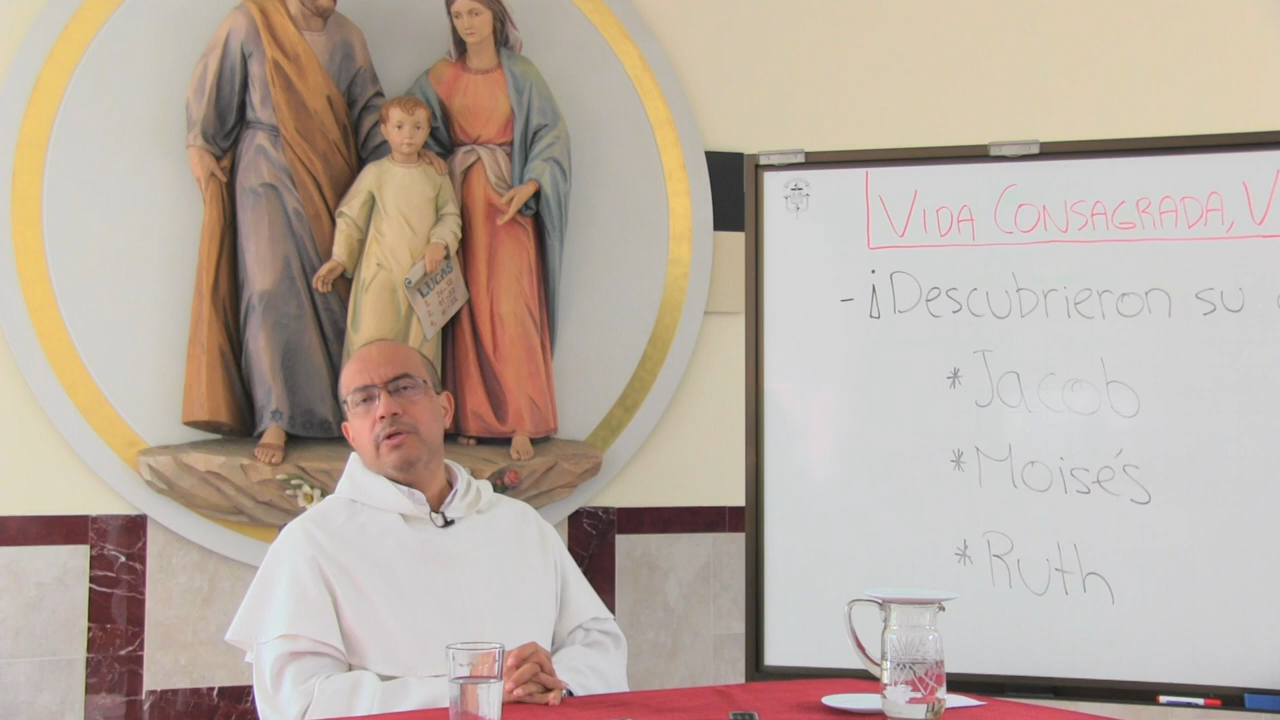 LUCAS
VIDA CONSAGRADA, V
- ¡Descubrieron su
* Jacob
* Moisés
* Ruth